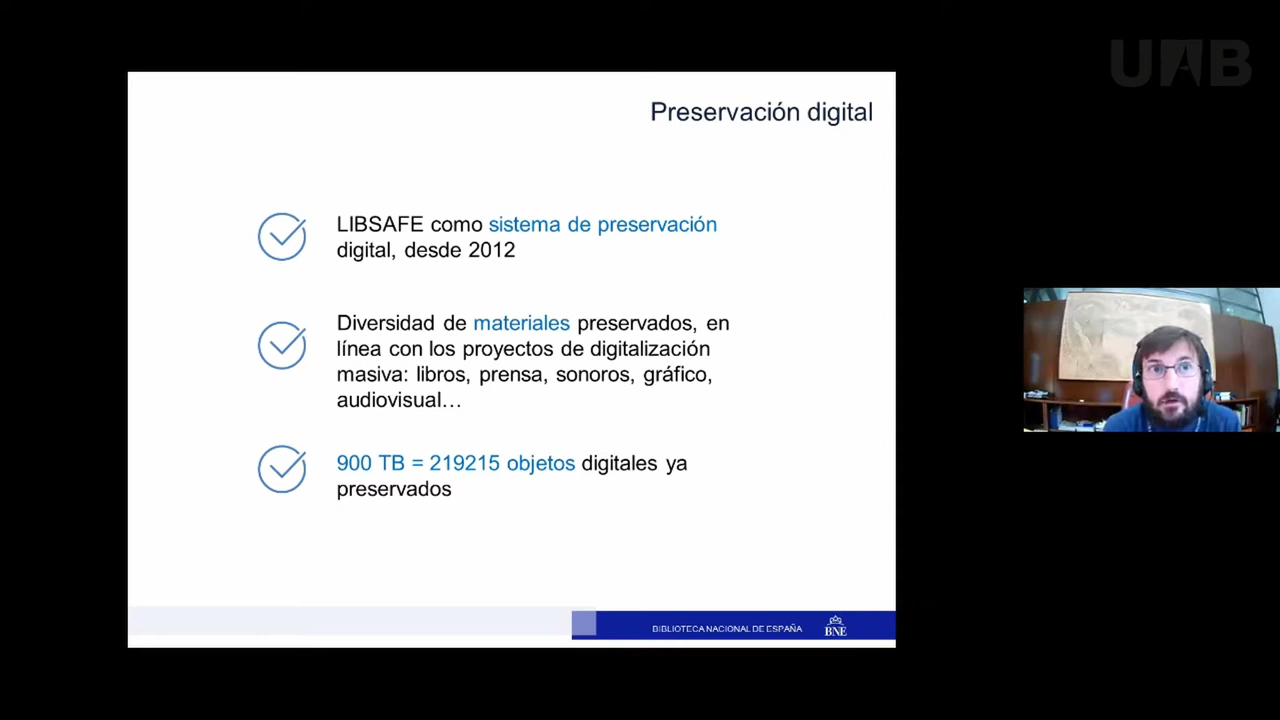 UAB
Preservación digital
LIBSAFE como sistema de preservación
digital, desde 2012
Diversidad de materiales preservados, en
línea con los proyectos de digitalización
masiva: libros, prensa, sonoros, gráfico,
audiovisual…
900 TB = 219215 objetos digitales ya
preservados
BIBLIOTECA NACIONAL DE ESPAÑA
BNE